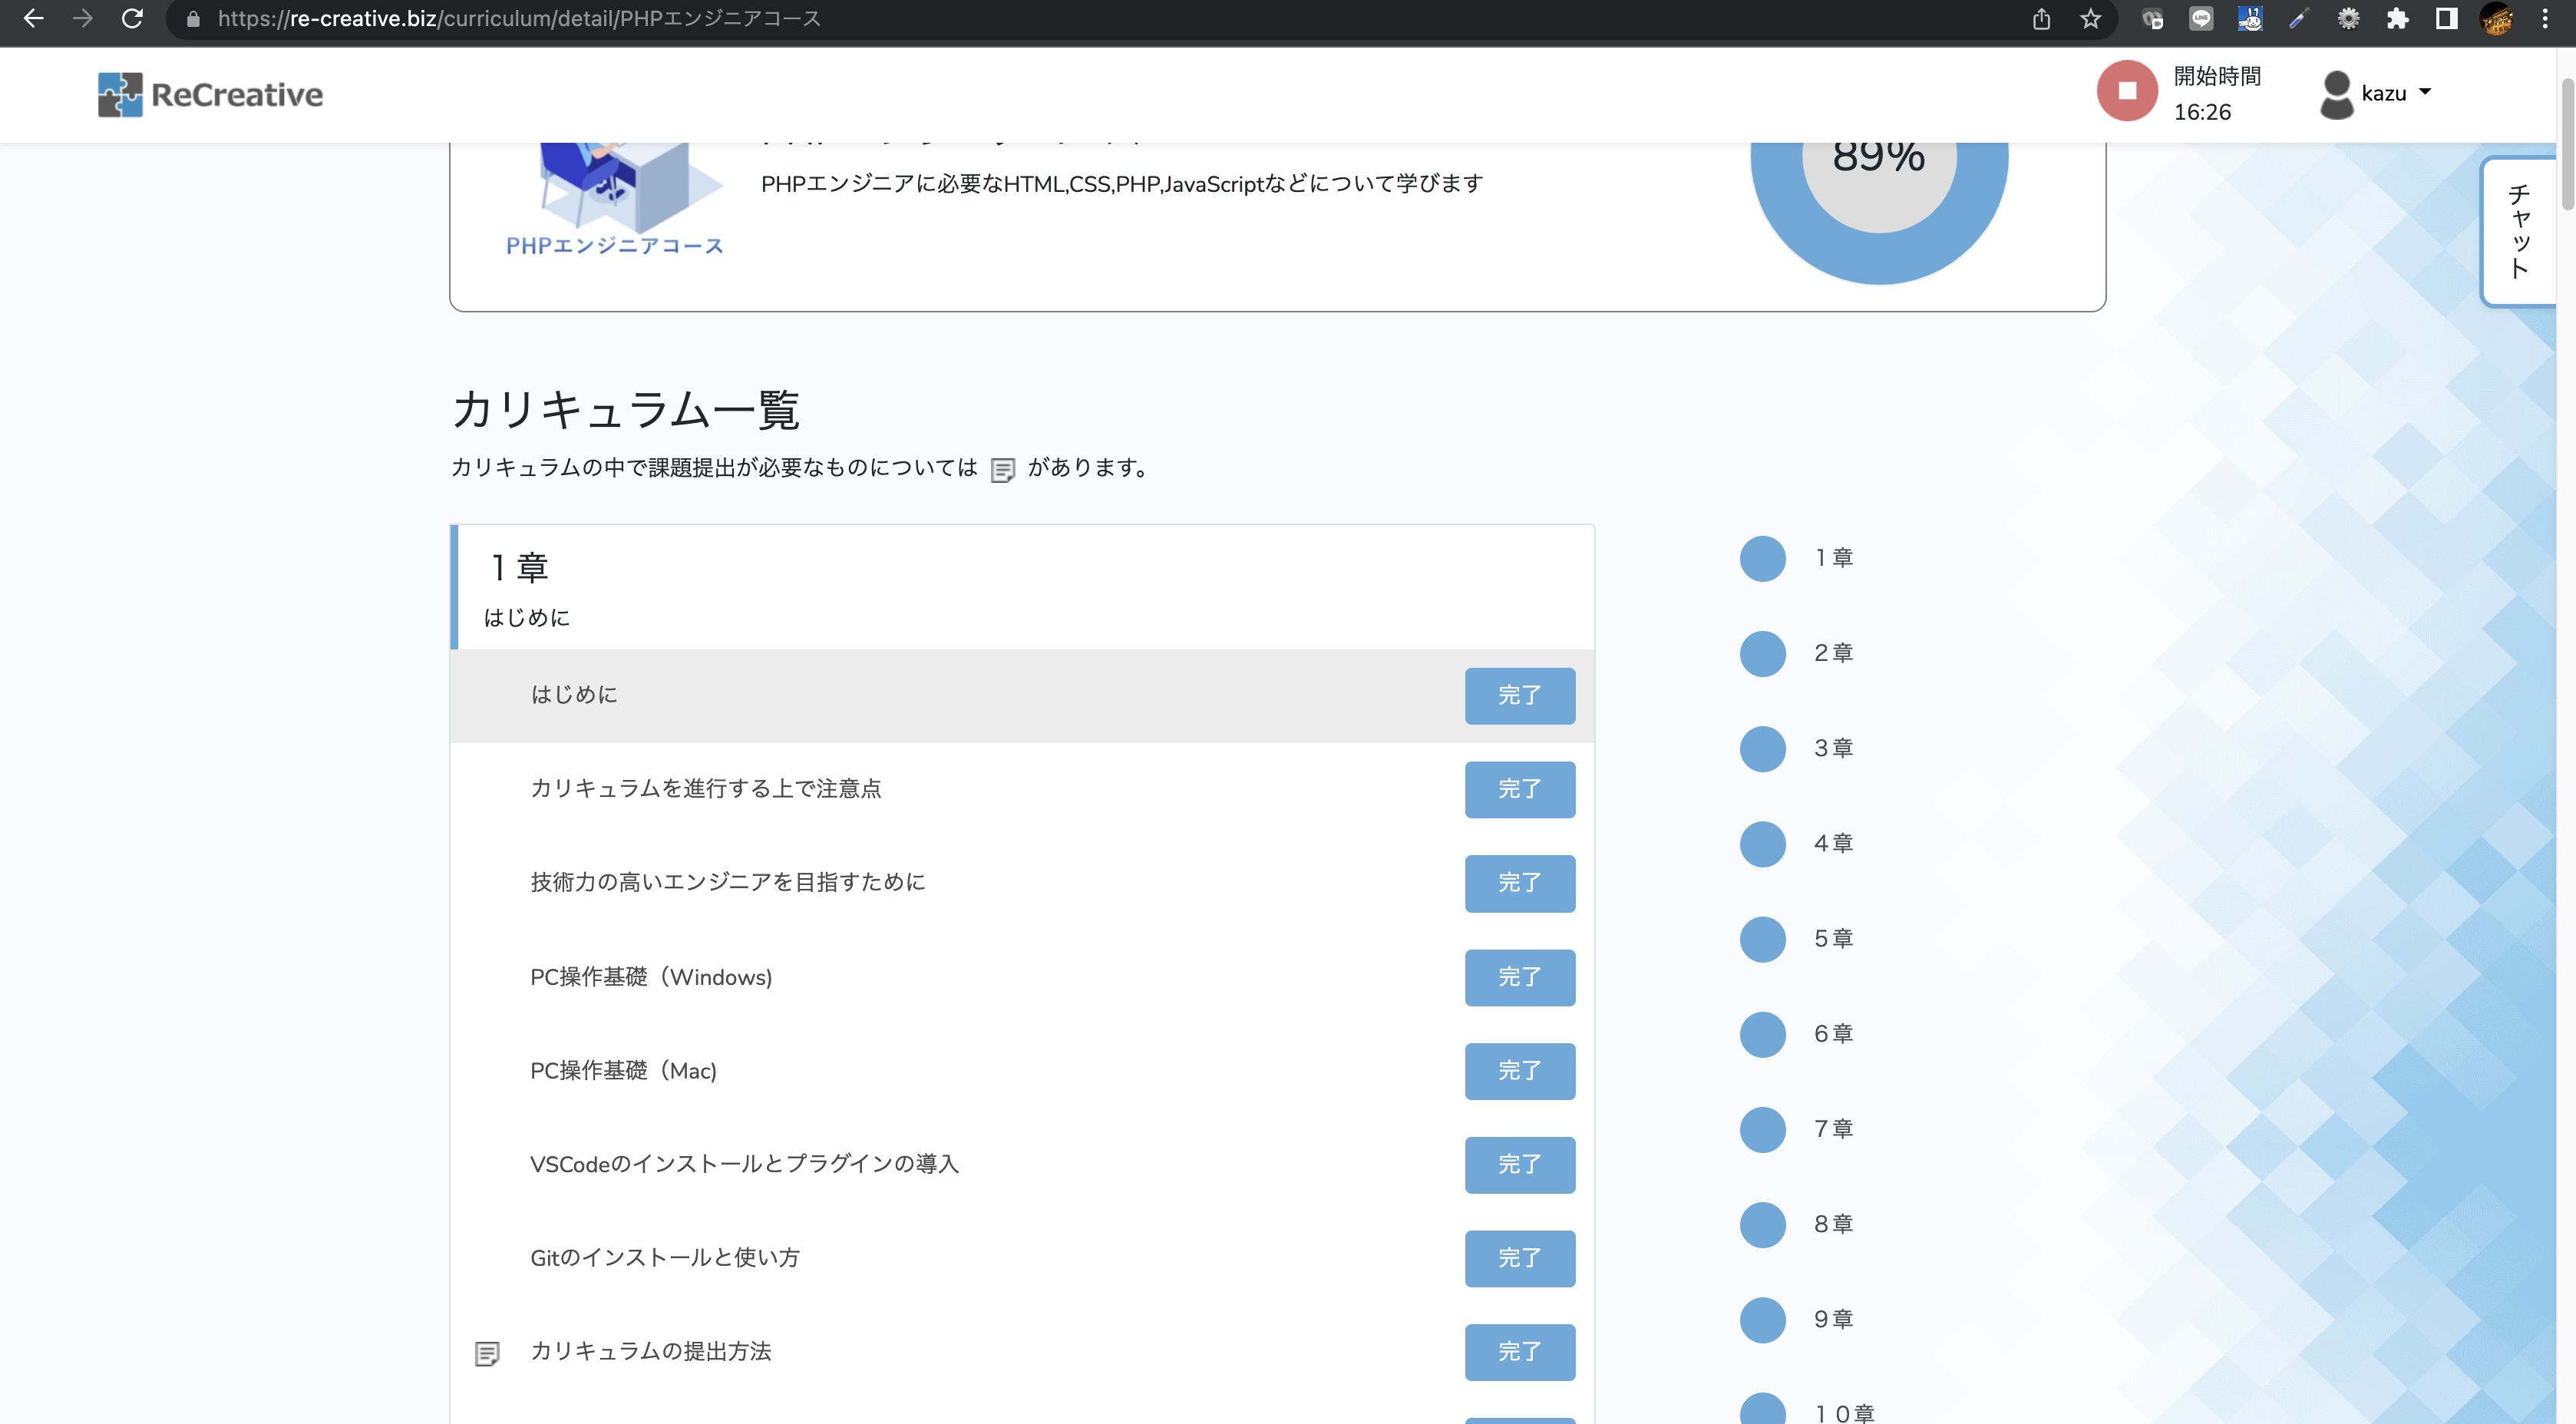 https://re-creative.biz/curriculum/detail/PHPエンジニアコース
ReCreative
開始時間
16:26
kazu
チャット
PHPエンジニアに必要なHTML,CSS,PHP,JavaScriptなどについて学びます
89%
PHPエンジニアコース
カリキュラム一覧
カリキュラムの中で課題提出が必要なものについては があります。
１章
はじめに
はじめに 完了
カリキュラムを進行する上で注意点 完了
技術力の高いエンジニアを目指すために 完了
PC操作基礎（Windows) 完了
PC操作基礎（Mac) 完了
VSCodeのインストールとプラグインの導入 完了
Gitのインストールと使い方 完了
カリキュラムの提出方法 完了
１章
２章
３章
４章
５章
６章
７章
８章
９章
１０章